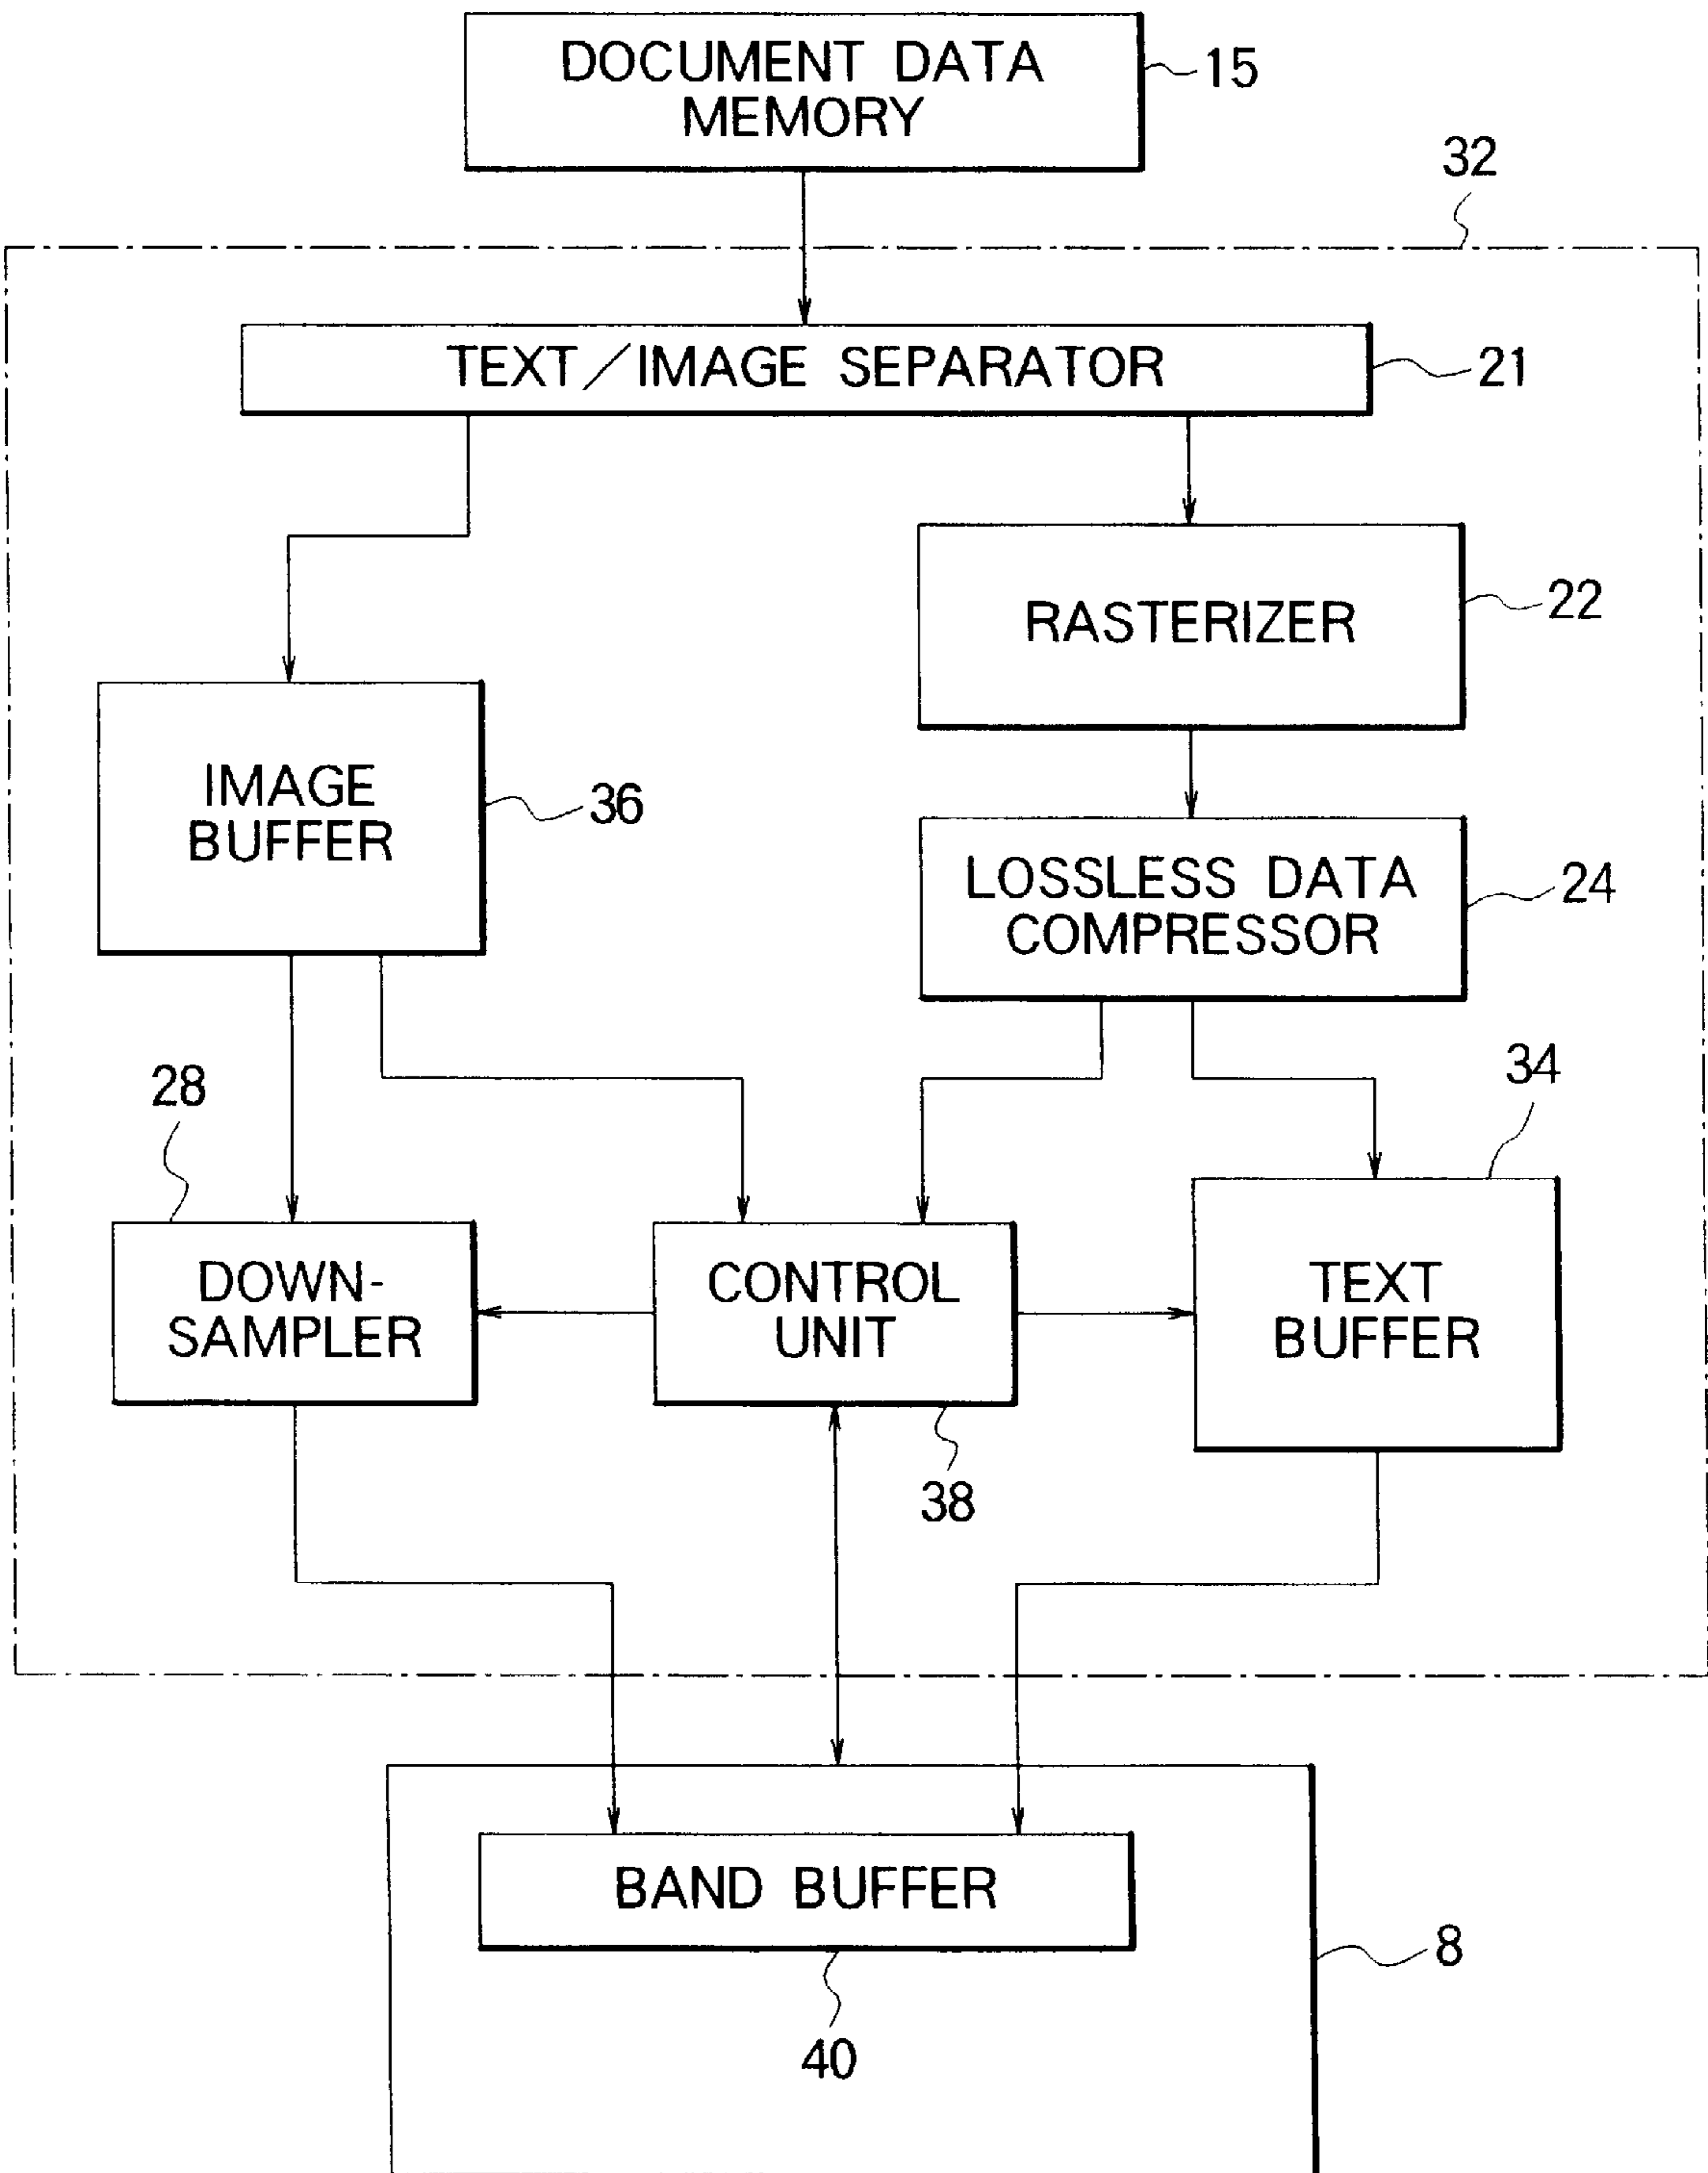 DOCUMENT DATA
MEMORY
15
32
TEXT/IMAGE SEPARATOR
21
RASTERIZER
22
IMAGE
BUFFER
36
LOSSLESS DATA
COMPRESSOR
24
28
34
DOWN-
SAMPLER
CONTROL
UNIT
TEXT
BUFFER
38
BAND BUFFER
8
40